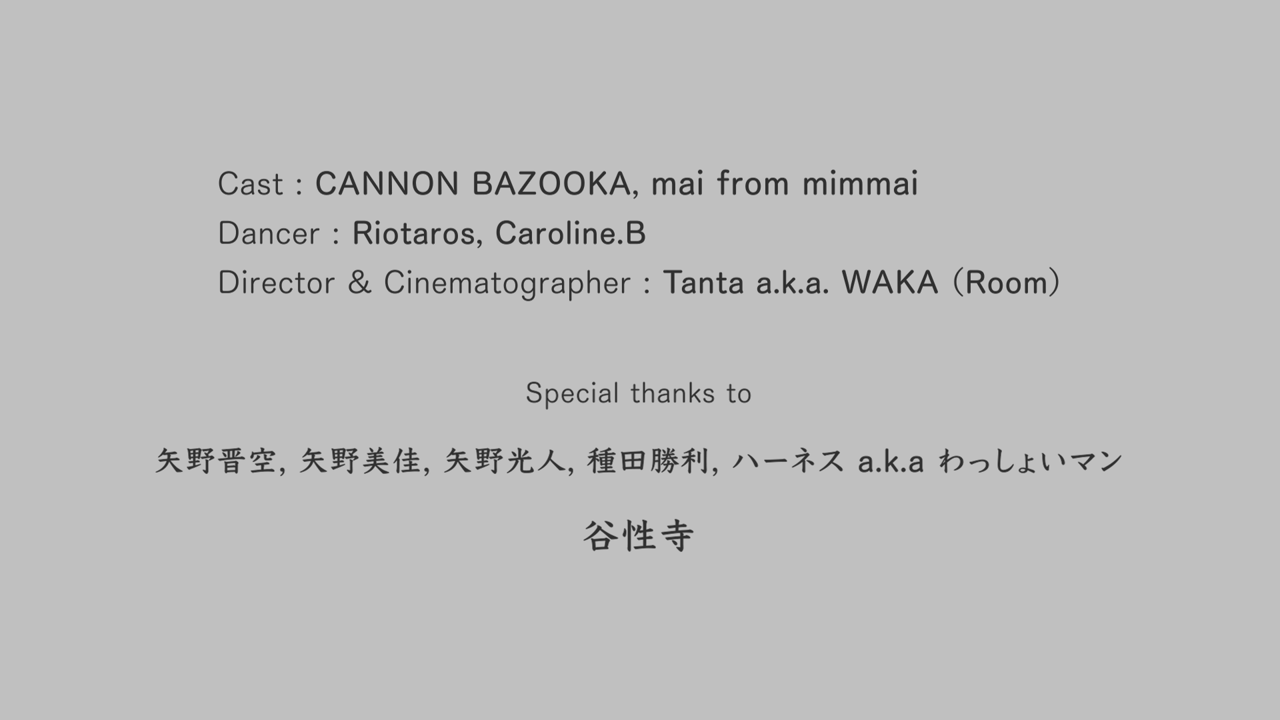 Cast : CANNON BAZOOKA, mai from mimmai
Dancer : Riotaros, Caroline.B
Director & Cinematographer : Tanta a.k.a. WAKA (Room)
Special thanks to
矢野晋空, 矢野美佳, 矢野光人, 種田勝利, ハーネス a.k.a わっしょいマン
谷性寺